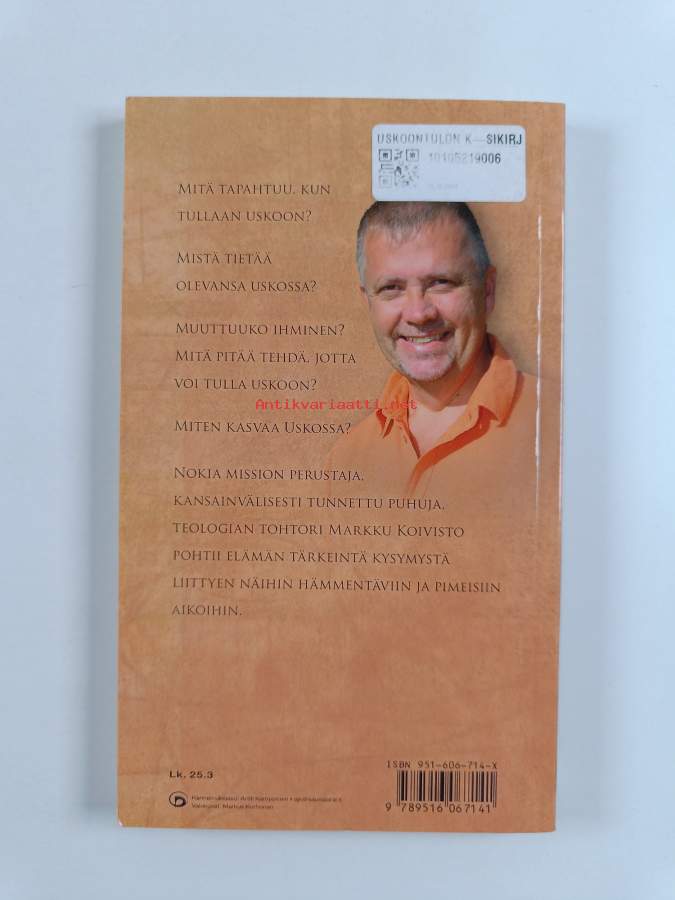 USKOONTULON K—SIKIRJ
10105219006
Mitä tapahtuu, kun
tullaan uskoon?
Mistä tietää
olevansa uskossa?
Muuttuuko ihminen?
Mitä pitää tehdä, jotta
voi tulla uskoon?
Antikvariaatti.net
Miten kasvaa Uskossa?
Nokia mission perustaja,
kansainvälisesti tunnettu puhuja,
teologian tohtori Markku Koivisto
pohtii elämän tärkeintä kysymystä
liittyen näihin hämmentäviin ja pimeisiin
aikoihin.
ISBN 951-606-714-X
Lk. 25.3
9 789516 067141